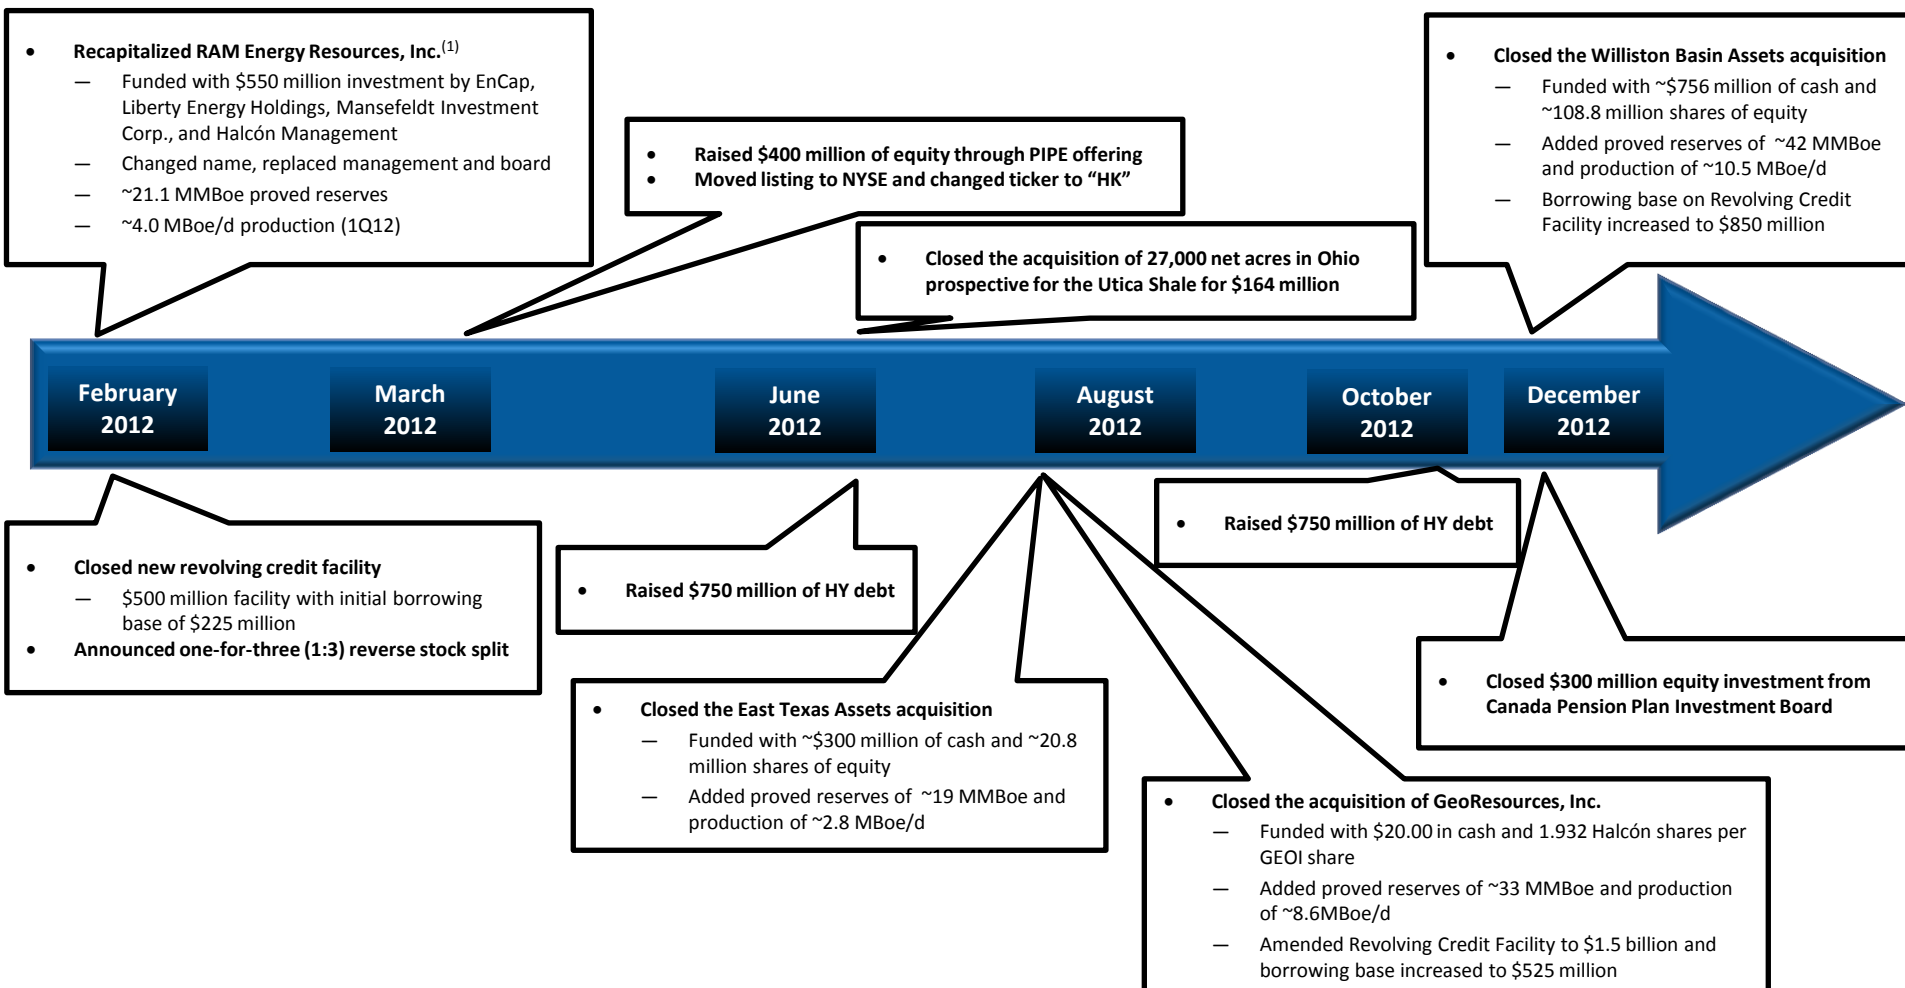 • Recapitalized RAM Energy Resources, Inc.(1)
— Funded with $550 million investment by EnCap,
Liberty Energy Holdings, Mansefeldt Investment
Corp., and Halcón Management
— Changed name, replaced management and board
— ~21.1 MMBoe proved reserves
— ~4.0 MBoe/d production (1Q12)
• Raised $400 million of equity through PIPE offering
• Moved listing to NYSE and changed ticker to “HK”
• Closed the acquisition of 27,000 net acres in Ohio
prospective for the Utica Shale for $164 million
• Closed the Williston Basin Assets acquisition
— Funded with ~$756 million of cash and
~108.8 million shares of equity
— Added proved reserves of ~42 MMBoe
and production of ~10.5 MBoe/d
— Borrowing base on Revolving Credit
Facility increased to $850 million
February
2012
March
2012
June
2012
August
2012
October
2012
December
2012
• Closed new revolving credit facility
— $500 million facility with initial borrowing
base of $225 million
• Announced one-for-three (1:3) reverse stock split
• Raised $750 million of HY debt
• Closed the East Texas Assets acquisition
— Funded with ~$300 million of cash and ~20.8
million shares of equity
— Added proved reserves of ~19 MMBoe and
production of ~2.8 MBoe/d
• Closed the acquisition of GeoResources, Inc.
— Funded with $20.00 in cash and 1.932 Halcón shares per
GEOI share
— Added proved reserves of ~33 MMBoe and production
of ~8.6MBoe/d
— Amended Revolving Credit Facility to $1.5 billion and
borrowing base increased to $525 million
• Raised $750 million of HY debt
• Closed $300 million equity investment from
Canada Pension Plan Investment Board